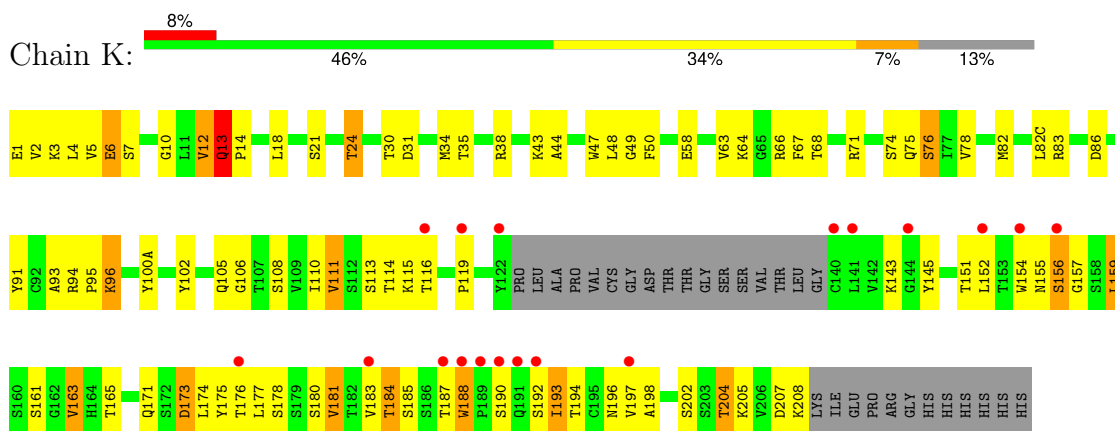 8%
Chain K:
46% 34% 7% 13%
E1 V2 K3 L4 V5 E6 S7 G10 L11 V12 Q13 P14 L18 S21 T24 T30 D31 M34 T35 R38 K43 A44 W47 L48 G49 F50 E58 V63 K64 G65 R66 F67 T68 R71 S74 Q75 S76 I77 V78 M82 L82C R83 D86
Y91 C92 A93 R94 P95 K96 Y100A Y102 Q105 G106 T107 S108 V109 I110 V111 S112 S113 T114 K115 T116 P119 Y122 PRO LEU ALA PRO VAL CYS GLY ASP THR THR GLY SER SER VAL THR LEU GLY C140 L141 V142 K143 G144 Y145 T151 L152 T153 W154 N155 S156 G157 S158 L159
S160 S161 G162 V163 H164 T165 Q171 S172 D173 L174 Y175 T176 L177 S178 S179 S180 V181 T182 V183 T184 S185 S186 T187 W188 P189 S190 Q191 S192 I193 T194 C195 N196 V197 A198 S202 S203 T204 K205 V206 D207 K208 LYS ILE GLU PRO ARG GLY HIS HIS HIS HIS HIS HIS